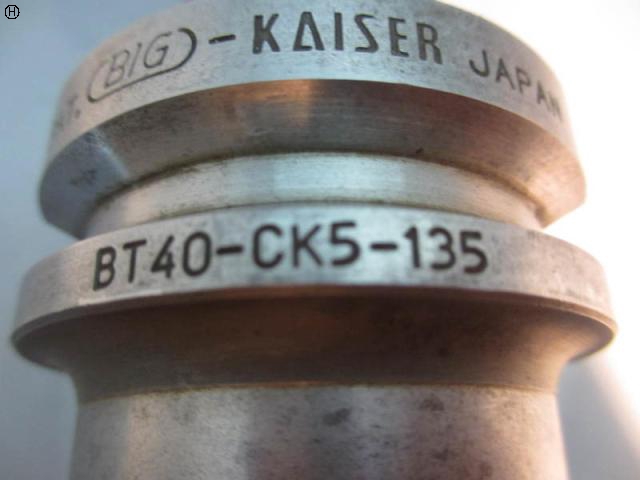 Ⓗ
BIG-KAISER JAPAN
BT40-CK5-135